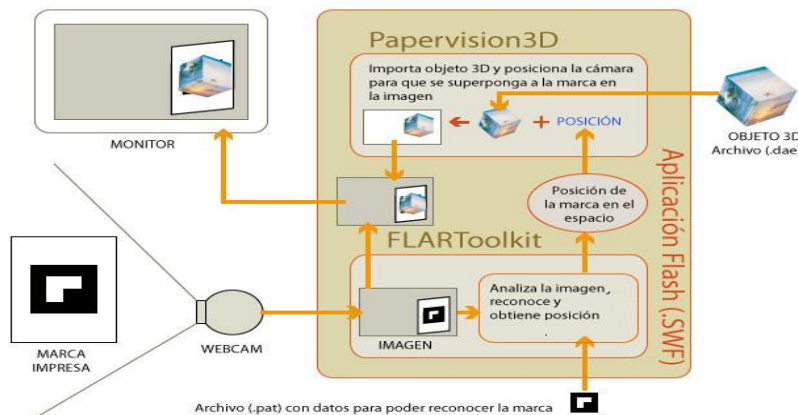 Papervision3D
Importa objeto 3D y posiciona la cámara
para que se superponga a la marca en
la imagen
POSICIÓN
MONITOR
OBJETO 3D
Archivo (.dae)
Aplicación Flash (.SWF)
Posición de
la marca en el
espacio
FLARToolkit
Analiza la imagen,
reconoce y
obtiene posición
.
IMAGEN
WEBCAM
MARCA
IMPRESA
Archivo (.pat) con datos para poder reconocer la marca